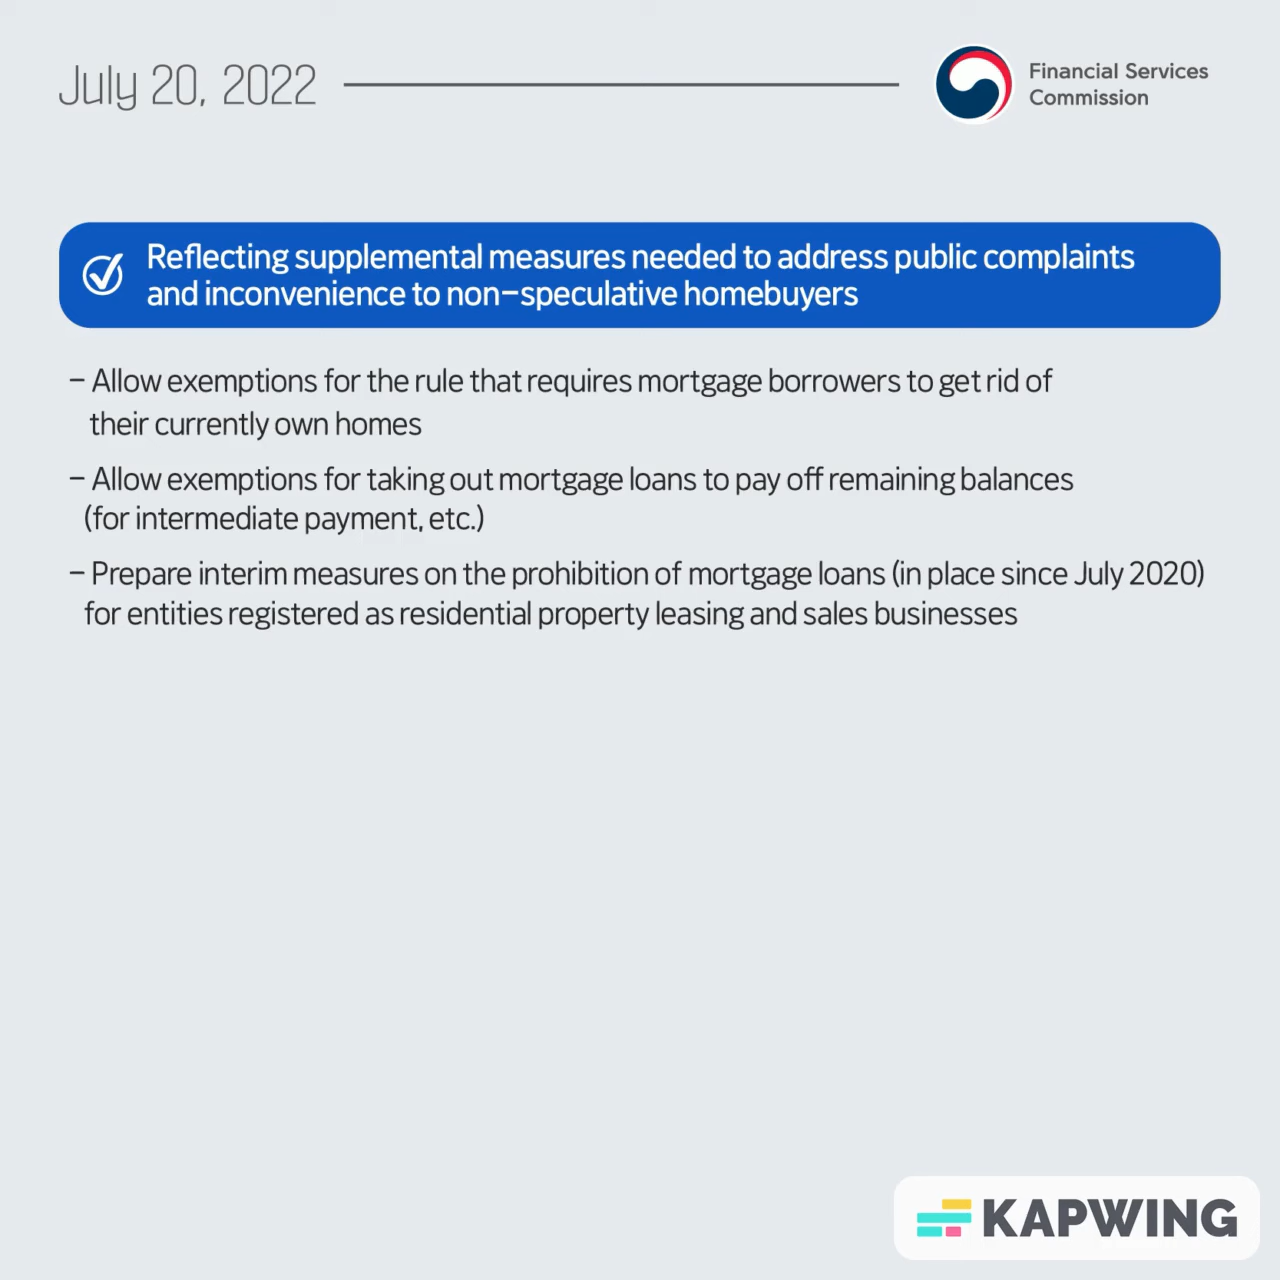 July 20, 2022
Financial Services
Commission
Reflecting supplemental measures needed to address public complaints
and inconvenience to non-speculative homebuyers
- Allow exemptions for the rule that requires mortgage borrowers to get rid of
their currently own homes
- Allow exemptions for taking out mortgage loans to pay off remaining balances
(for intermediate payment, etc.)
- Prepare interim measures on the prohibition of mortgage loans (in place since July 2020)
for entities registered as residential property leasing and sales businesses
KAPWING